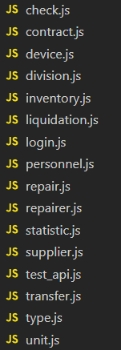 JS check.js
JS contract.js
JS device.js
JS division.js
JS inventory.js
JS liquidation.js
JS login.js
JS personnel.js
JS repair.js
JS repairer.js
JS statistic.js
JS supplier.js
JS test_api.js
JS transfer.js
JS type.js
JS unit.js